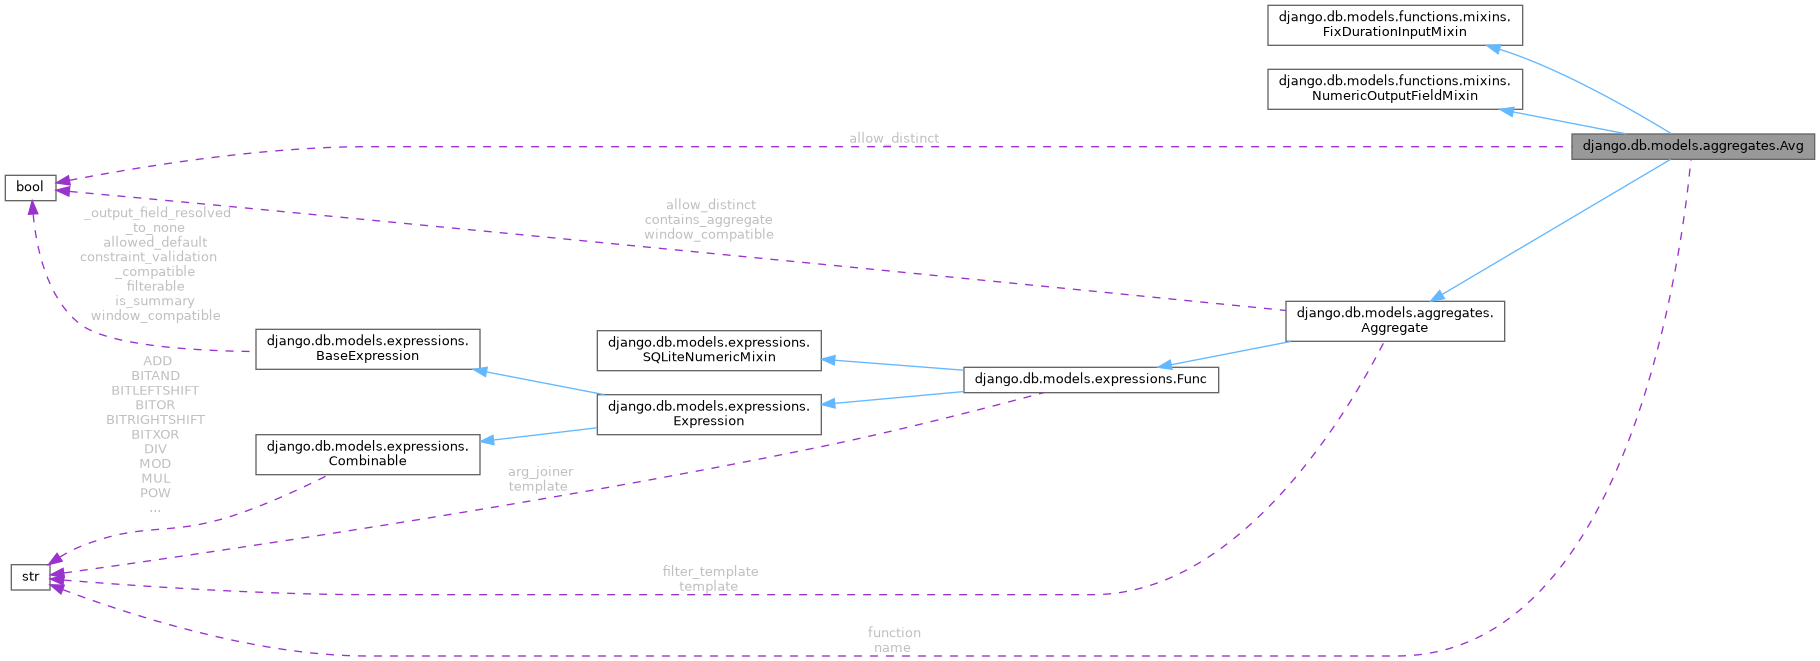 django.db.models.functions.mixins.
FixDurationInputMixin
django.db.models.functions.mixins.
NumericOutputFieldMixin
allow_distinct
django.db.models.aggregates.Avg
bool
_output_field_resolved
_to_none
allowed_default
constraint_validation
_compatible
filterable
is_summary
window_compatible
allow_distinct
contains_aggregate
window_compatible
django.db.models.aggregates.
Aggregate
django.db.models.expressions.
BaseExpression
django.db.models.expressions.
SQLiteNumericMixin
django.db.models.expressions.Func
django.db.models.expressions.
Expression
django.db.models.expressions.
Combinable
ADD
BITAND
BITLEFTSHIFT
BITOR
BITRIGHTSHIFT
BITXOR
DIV
MOD
MUL
POW
...
arg_joiner
template
str
filter_template
template
function
name